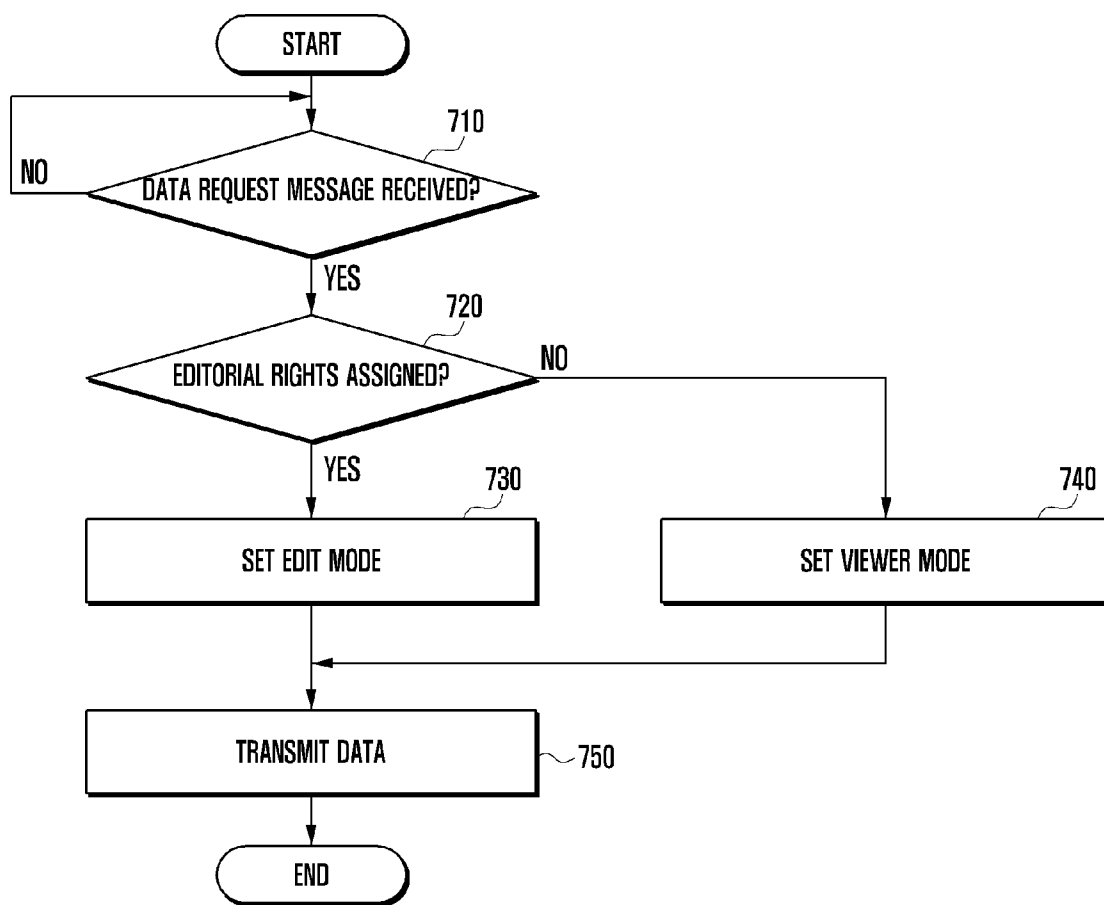 START
710
NO
DATA REQUEST MESSAGE RECEIVED?
YES
720
EDITORIAL RIGHTS ASSIGNED?
NO
YES
730
740
SET EDIT MODE
SET VIEWER MODE
TRANSMIT DATA
750
END